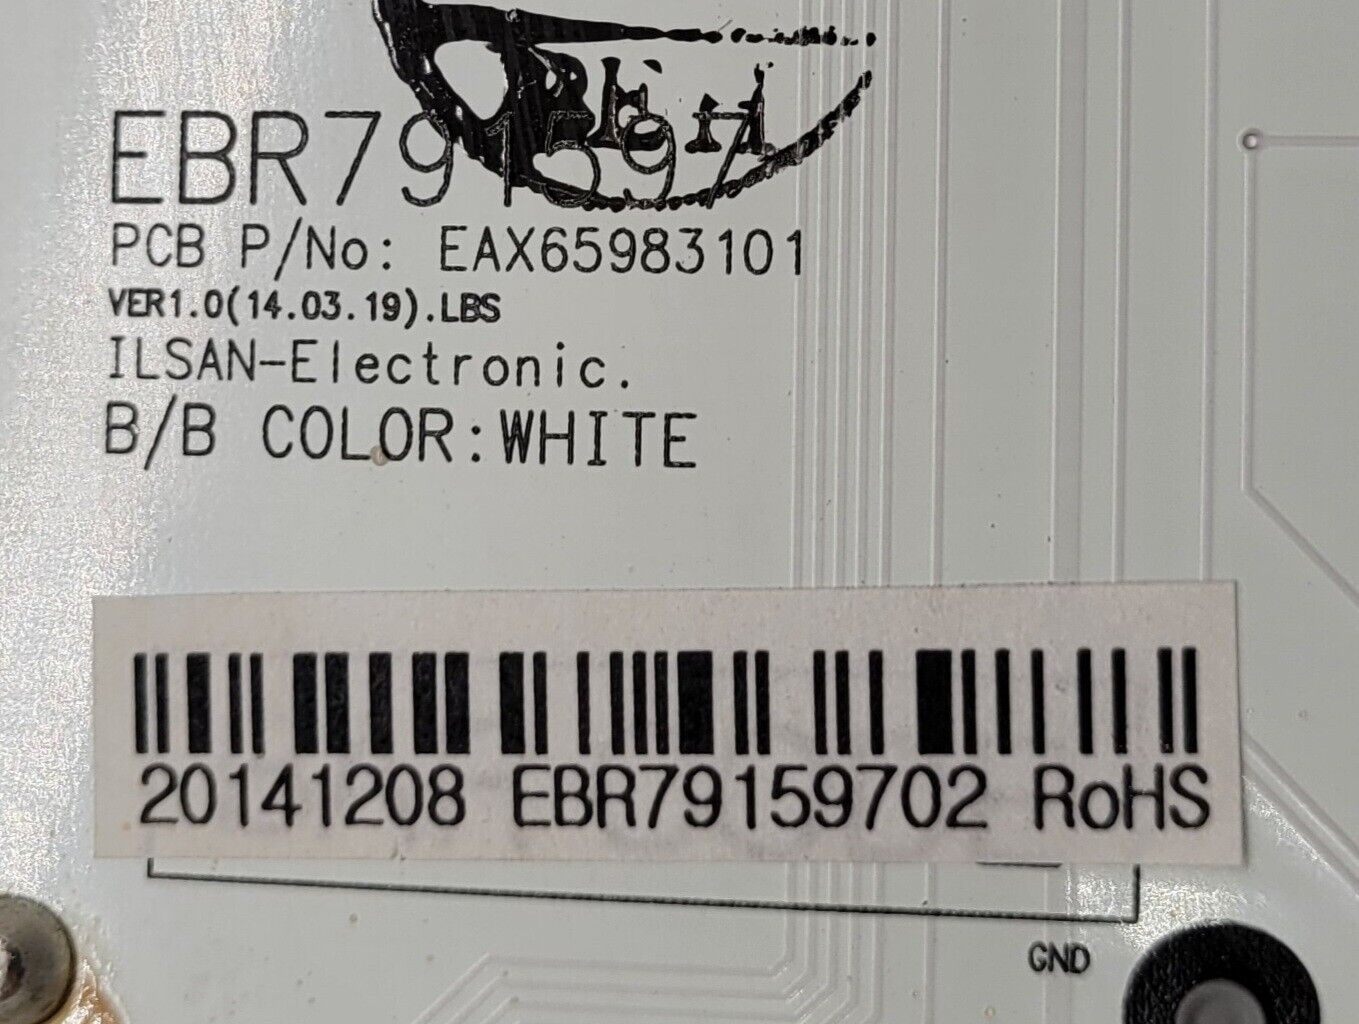 EBR791597
PCB P/No: EAX65983101
VER1.0(14.03.19).LBS
ILSAN-Electronic.
B/B COLOR:WHITE
20141208 EBR79159702 RoHS
GND